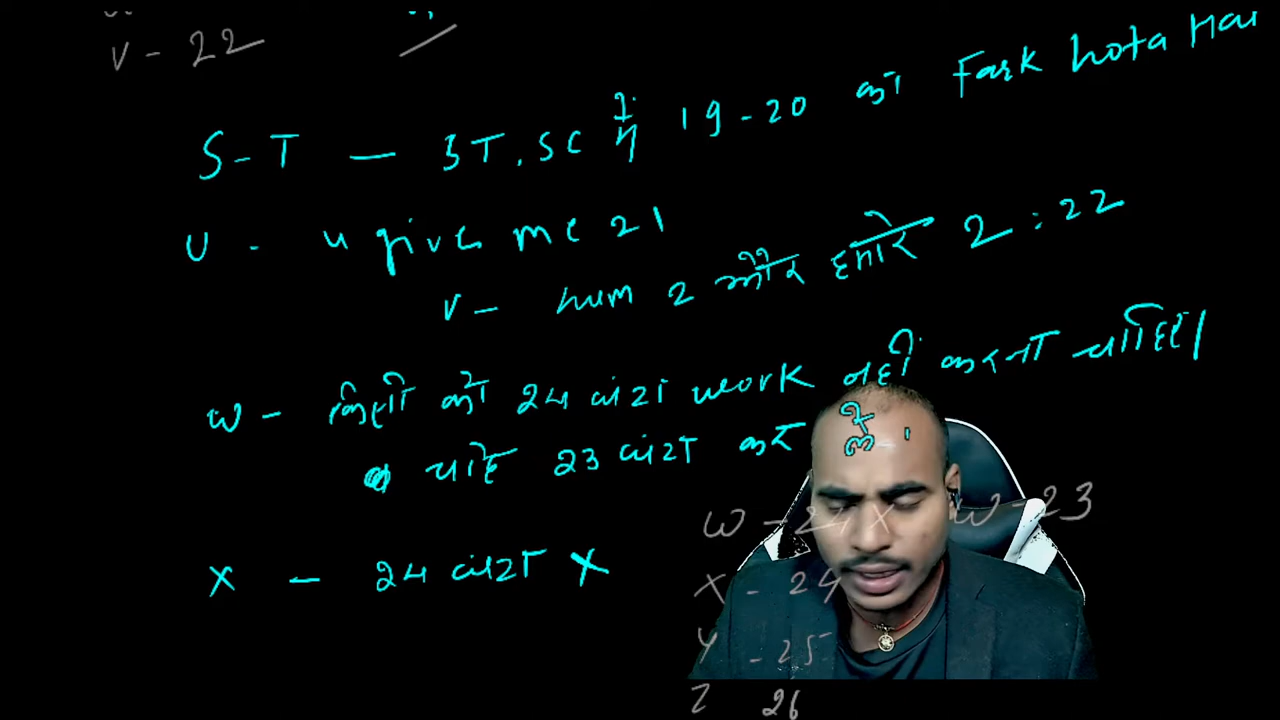 V - 22
S-T — ST.SC में 19-20 का Fark hota Hai
U - u give me 21
V - hum 2 और हमारे 2 : 22
W - किसी को 24 घंटा work नही करना चाहिए।
चाहे 23 घंटा कर ले।
W - 24 X W - 23
X - 24 घंटा X
X - 24
Y - 25
Z 26